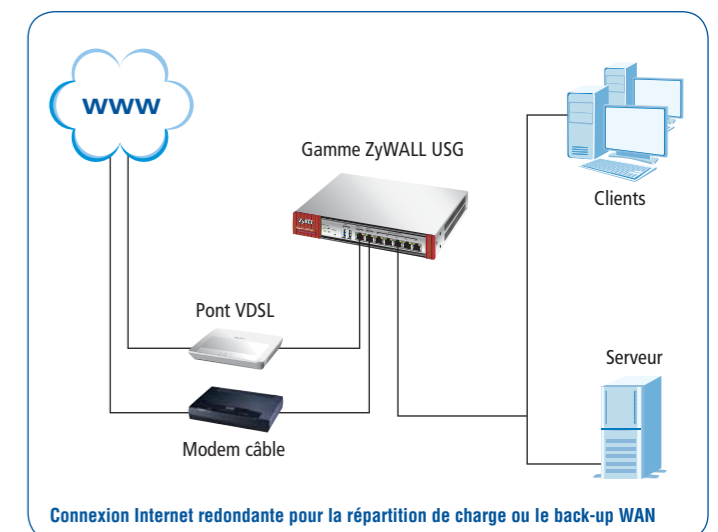 www
Gamme ZyWALL USG
ZyXEL
Clients
Pont VDSL
Serveur
Modem câble
Connexion Internet redondante pour la répartition de charge ou le back-up WAN